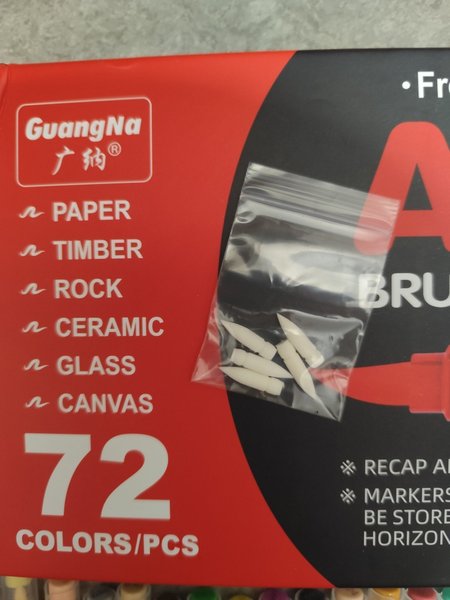 GuangNa
广纳®
PAPER
TIMBER
ROCK
CERAMIC
GLASS
CANVAS
72
COLORS/PCS
※ RECAP
※ MARKERS
BE STORE
HORIZON